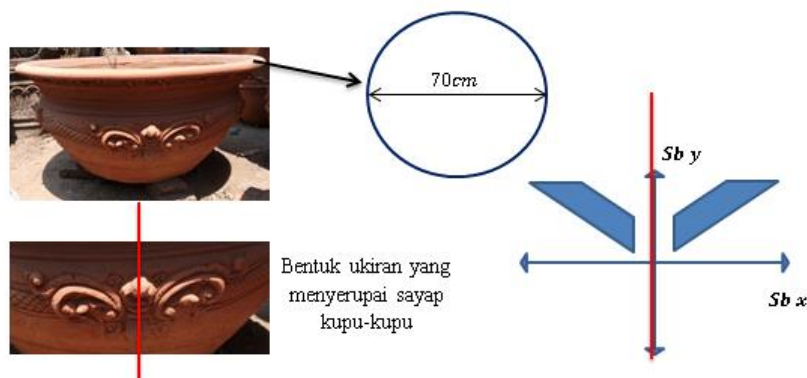 70cm
Sb y
Bentuk ukiran yang
menyerupai sayap
kupu-kupu
Sb x